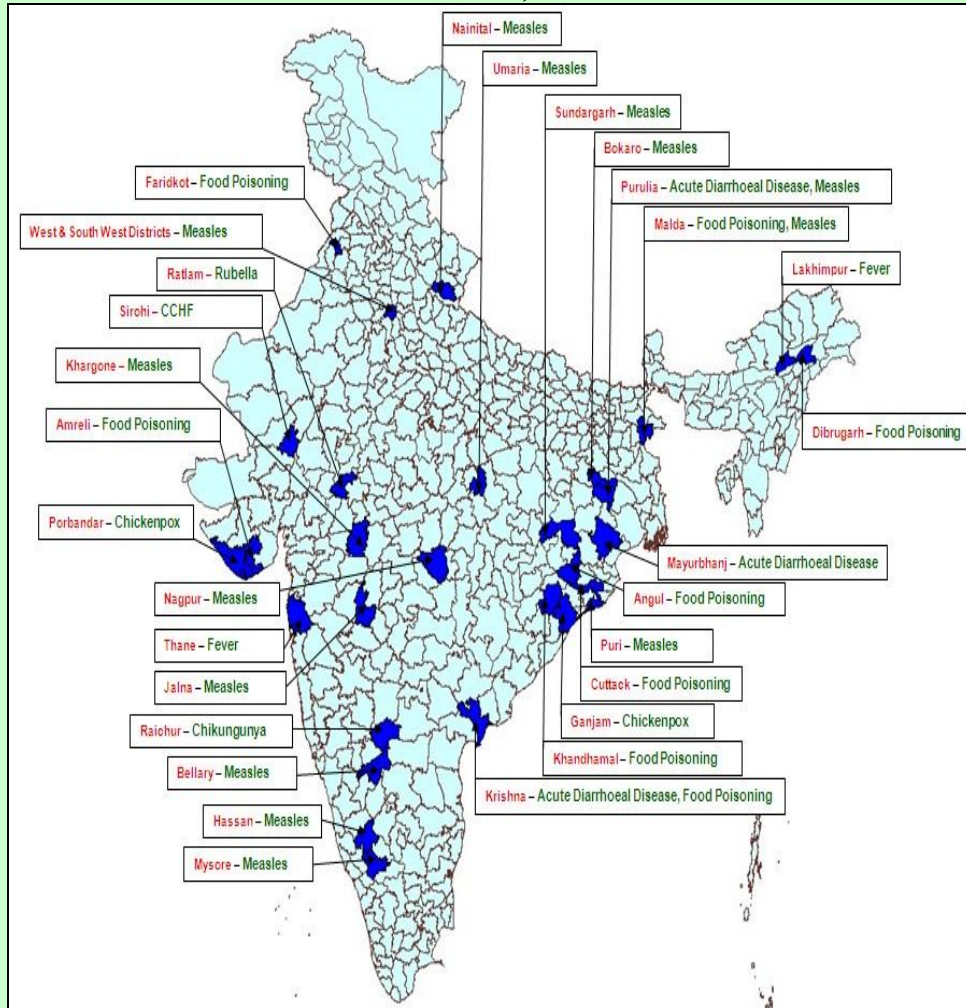 Nainital – Measles
Umaria – Measles
Sundargarh – Measles
Bokaro – Measles
Faridkot – Food Poisoning
Purulia – Acute Diarrhoeal Disease, Measles
West & South West Districts – Measles
Malda – Food Poisoning, Measles
Ratlam – Rubella
Lakhimpur – Fever
Sirohi – CCHF
Khargone – Measles
Amreli – Food Poisoning
Dibrugarh – Food Poisoning
Porbandar – Chickenpox
Mayurbhanj – Acute Diarrhoeal Disease
Nagpur – Measles
Angul – Food Poisoning
Thane – Fever
Puri – Measles
Jalna – Measles
Cuttack – Food Poisoning
Raichur – Chikungunya
Ganjam – Chickenpox
Khandhamal – Food Poisoning
Bellary – Measles
Krishna – Acute Diarrhoeal Disease, Food Poisoning
Hassan – Measles
Mysore – Measles